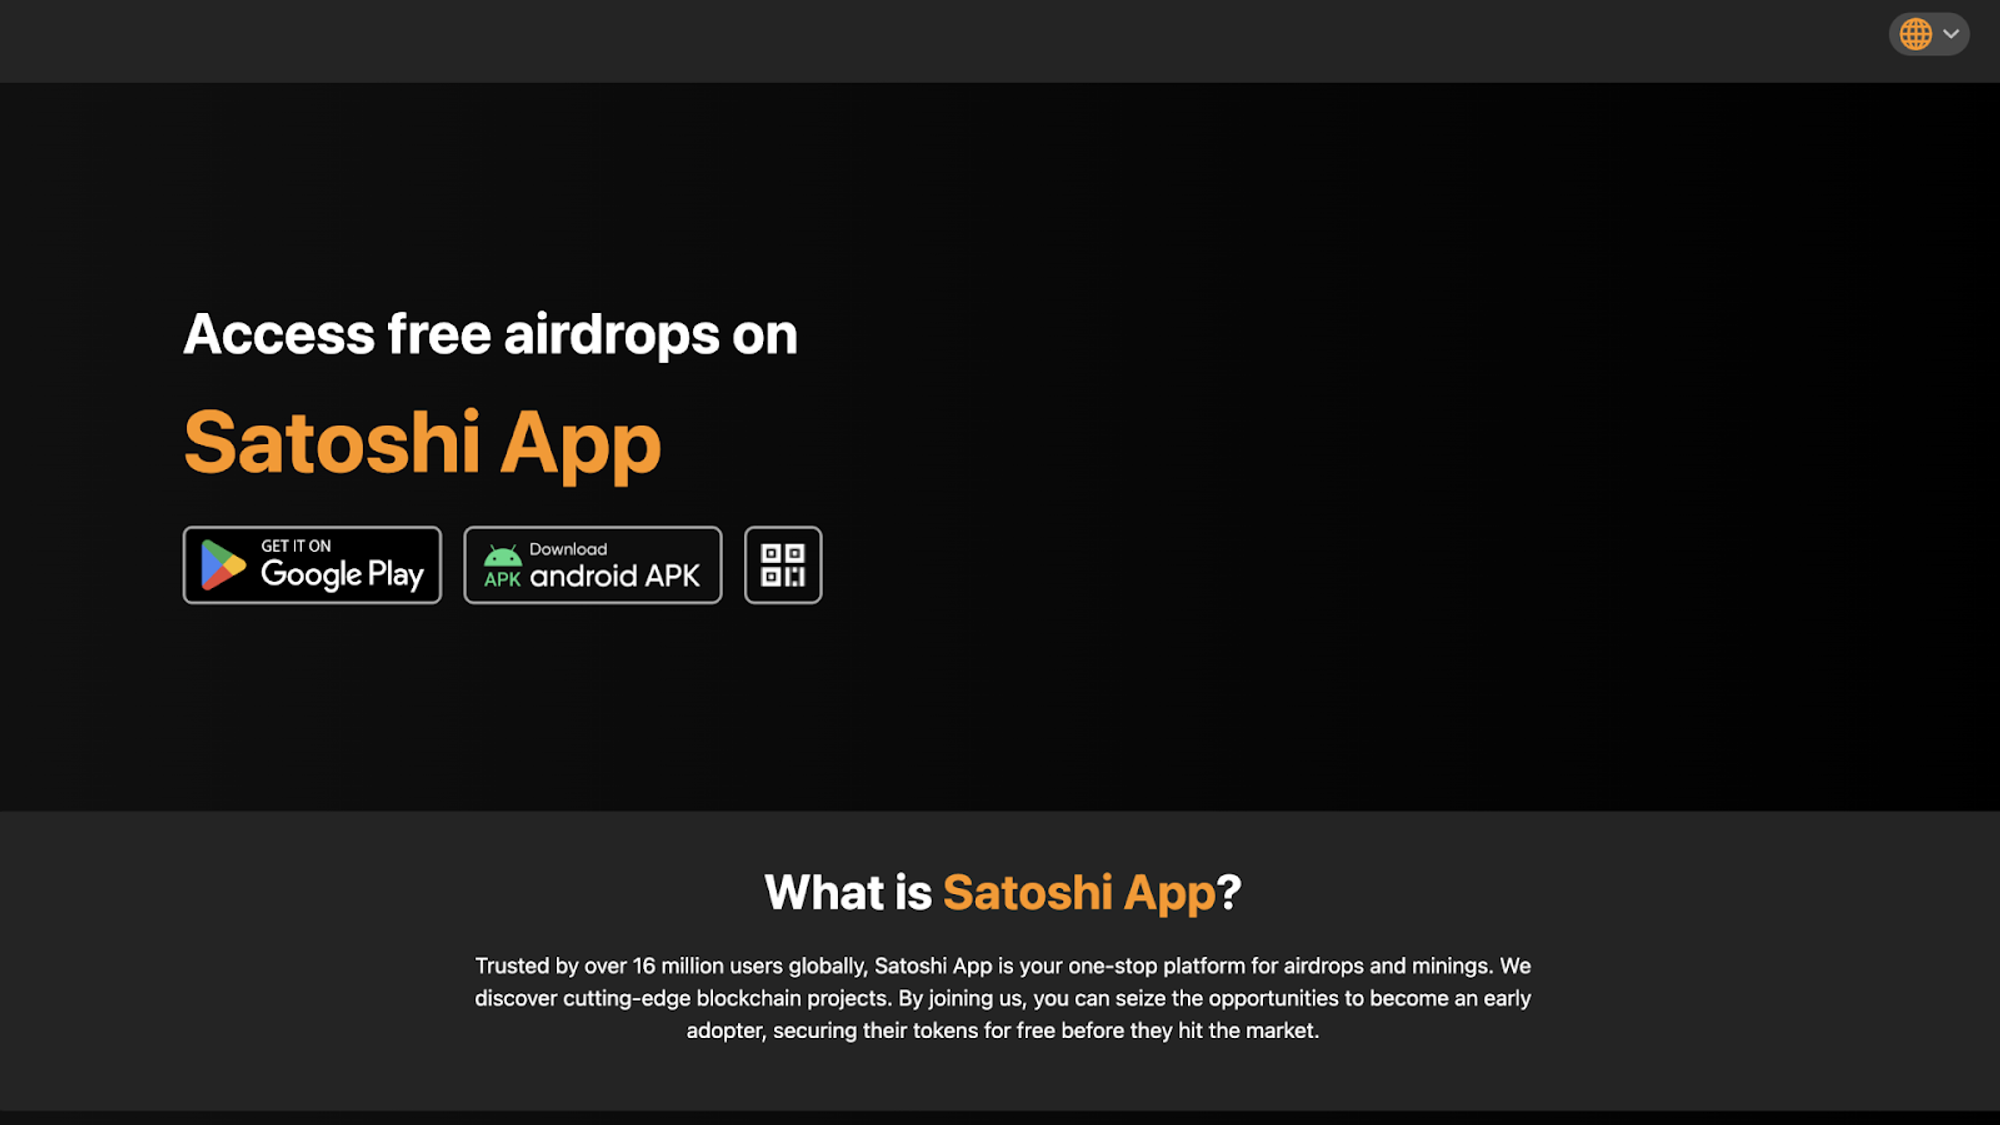 Access free airdrops on
Satoshi App
GET IT ON
Google Play
APK
Download
android APK
What is Satoshi App?
Trusted by over 16 million users globally, Satoshi App is your one-stop platform for airdrops and minings. We
discover cutting-edge blockchain projects. By joining us, you can seize the opportunities to become an early
adopter, securing their tokens for free before they hit the market.